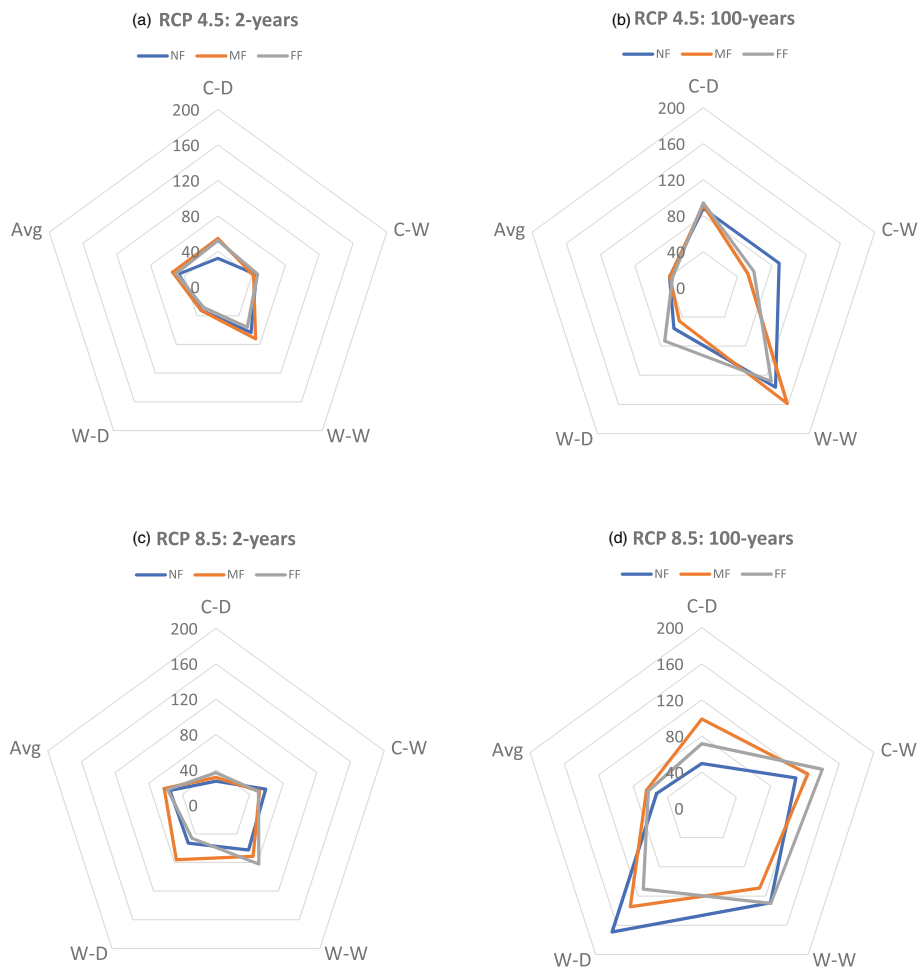 (a) RCP 4.5: 2-years
NF MF FF
C-D
200
160
120
80
40
0
Avg
C-W
W-D
W-W
(b) RCP 4.5: 100-years
NF MF FF
C-D
200
160
120
80
40
0
Avg
C-W
W-D
W-W
(c) RCP 8.5: 2-years
NF MF FF
C-D
200
160
120
80
40
0
Avg
C-W
W-D
W-W
(d) RCP 8.5: 100-years
NF MF FF
C-D
200
160
120
80
40
0
Avg
C-W
W-D
W-W